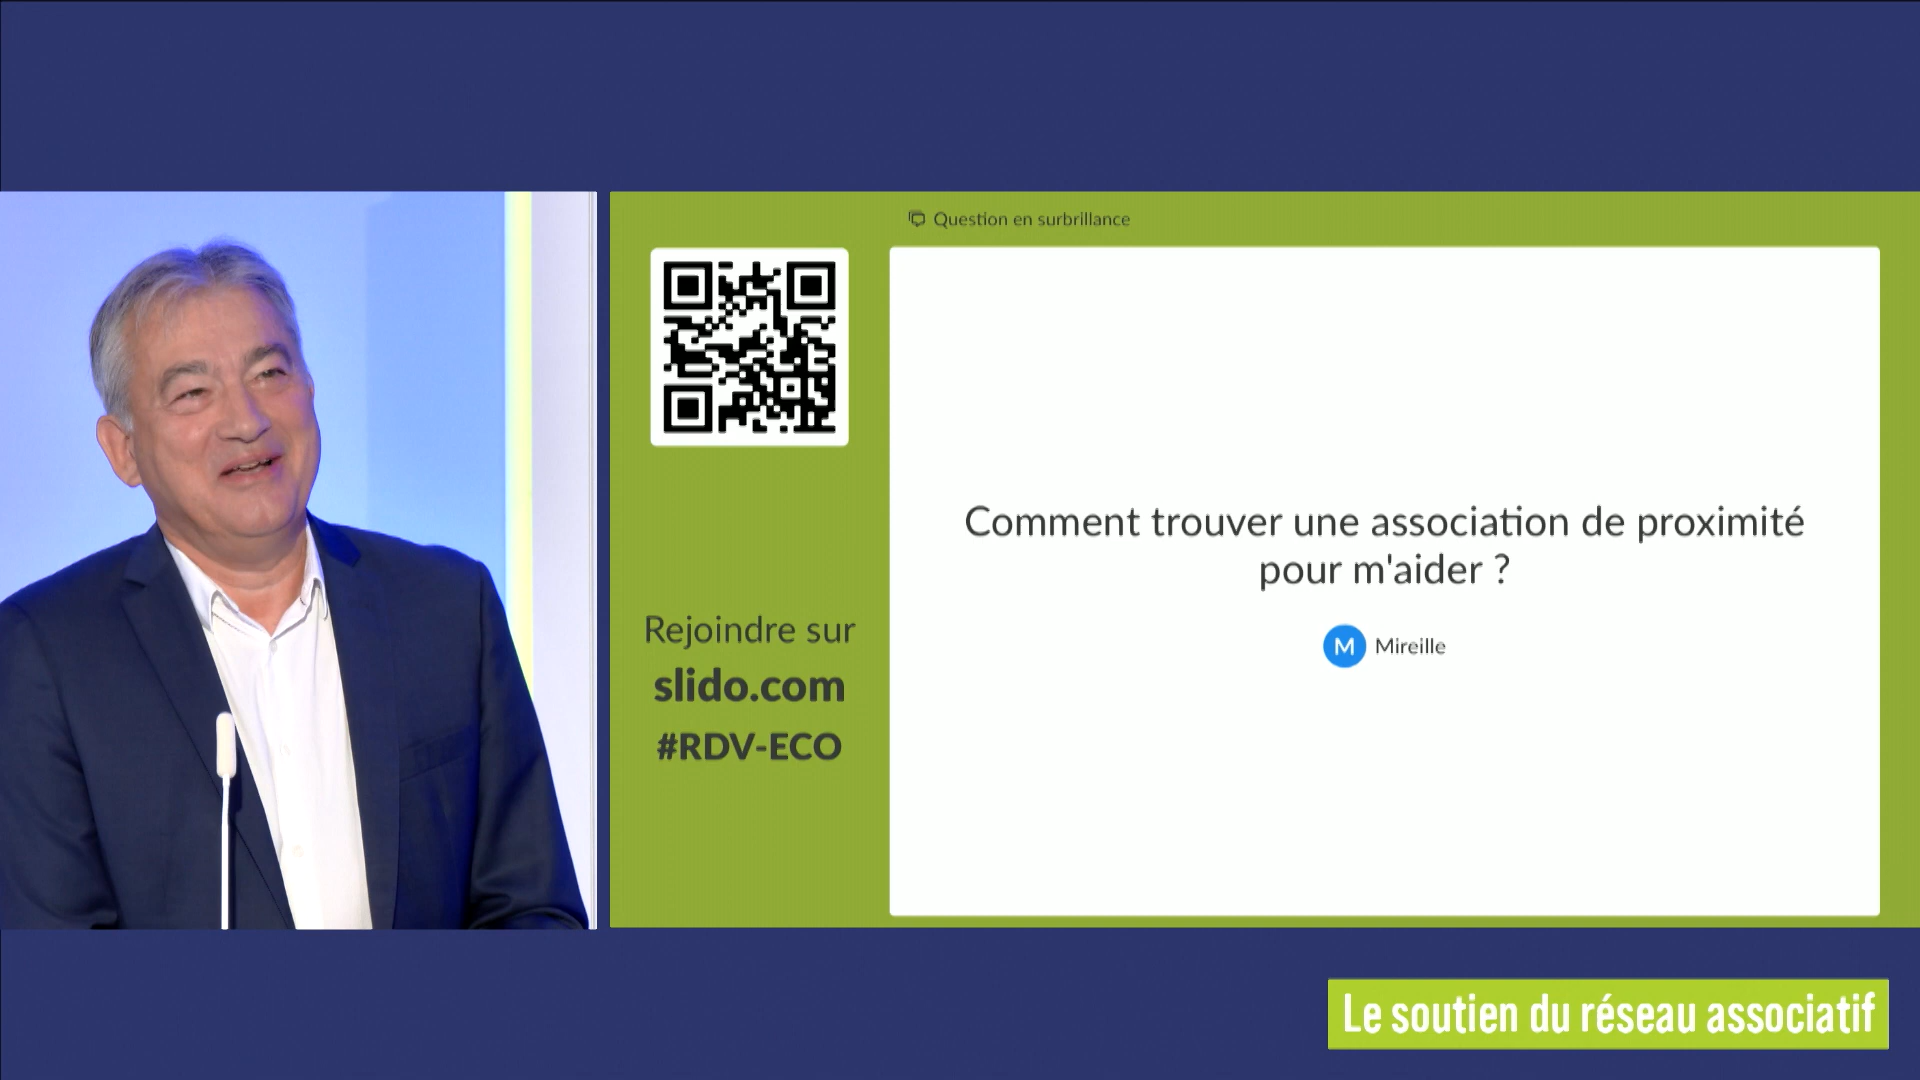 Question en surbrillance
Comment trouver une association de proximité
pour m'aider ?
M Mireille
Rejoindre sur
slido.com
#RDV-ECO
Le soutien du réseau associatif